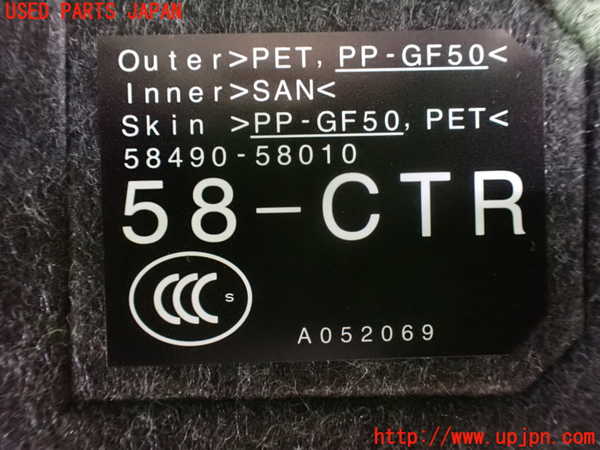 USED PARTS JAPAN
Outer>PET, PP-GF50<
Inner>SAN<
Skin >PP-GF50, PET<
58490-58010
58-CTR
CCC S
A052069
http://www.upjpn.com/